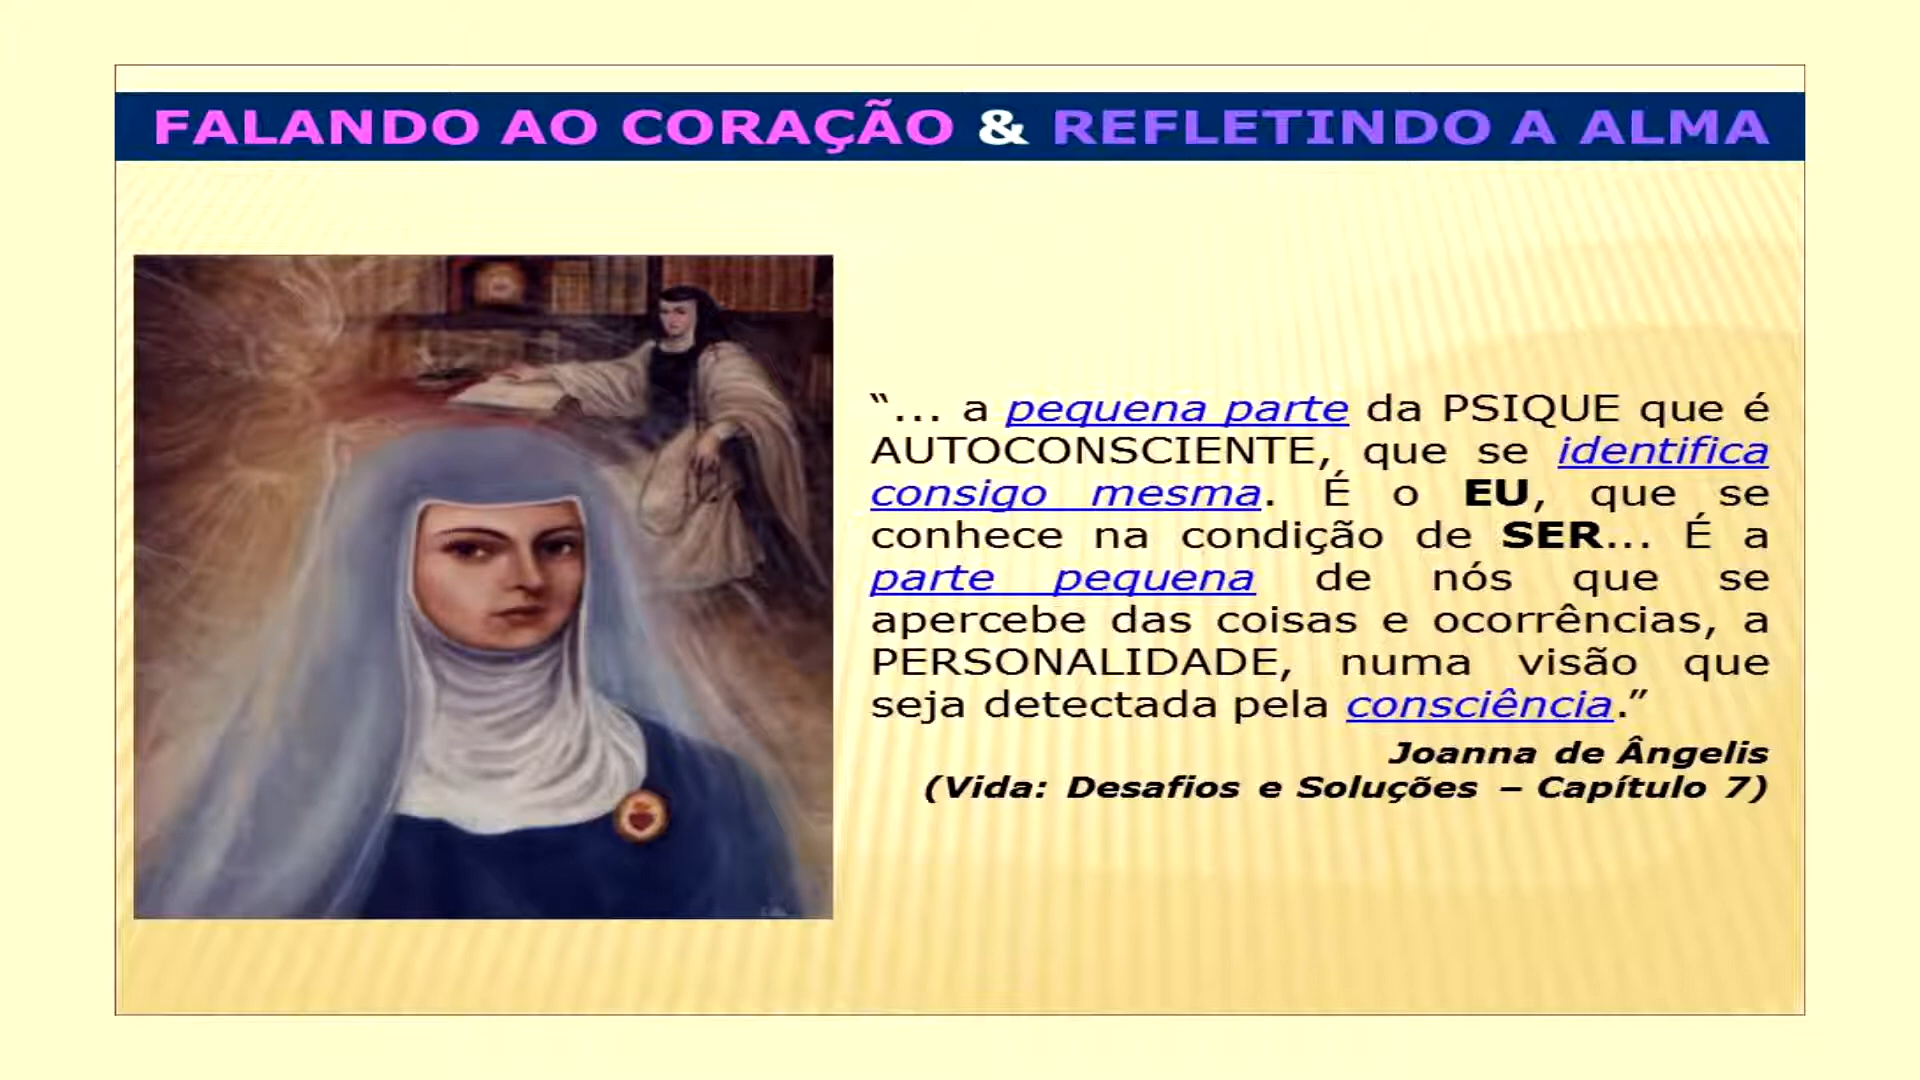 FALANDO AO CORAÇÃO & REFLETINDO A ALMA
“... a pequena parte da PSIQUE que é
AUTOCONSCIENTE, que se identifica
consigo mesma. É o EU, que se
conhece na condição de SER... É a
parte pequena de nós que se
apercebe das coisas e ocorrências, a
PERSONALIDADE, numa visão que
seja detectada pela consciência.”
Joanna de Ângelis
(Vida: Desafios e Soluções – Capítulo 7)